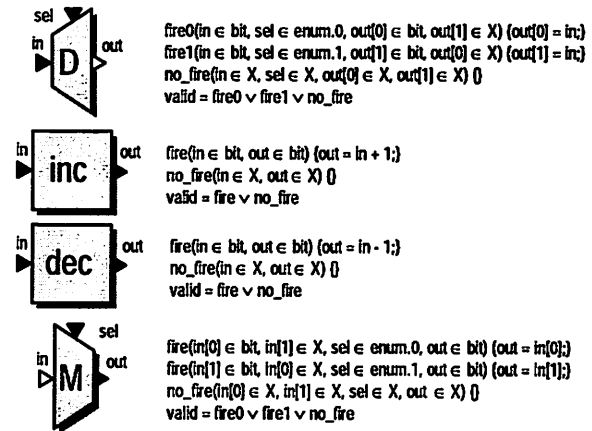 sel
in
D
out
fire0(in ∈ bit, sel ∈ enum.0, out[0] ∈ bit, out[1] ∈ X) {out[0] = in;}
fire1(in ∈ bit, sel ∈ enum.1, out[1] ∈ bit, out[0] ∈ X) {out[1] = in;}
no_fire(in ∈ X, sel ∈ X, out[0] ∈ X, out[1] ∈ X) {}
valid = fire0 ∨ fire1 ∨ no_fire
in
inc
out
fire(in ∈ bit, out ∈ bit) {out = in + 1;}
no_fire(in ∈ X, out ∈ X) {}
valid = fire ∨ no_fire
in
dec
out
fire(in ∈ bit, out ∈ bit) {out = in - 1;}
no_fire(in ∈ X, out ∈ X) {}
valid = fire ∨ no_fire
sel
in
M
out
fire(in[0] ∈ bit, in[1] ∈ X, sel ∈ enum.0, out ∈ bit) {out = in[0];}
fire(in[1] ∈ bit, in[0] ∈ X, sel ∈ enum.1, out ∈ bit) {out = in[1];}
no_fire(in[0] ∈ X, in[1] ∈ X, sel ∈ X, out ∈ X) {}
valid = fire0 ∨ fire1 ∨ no_fire